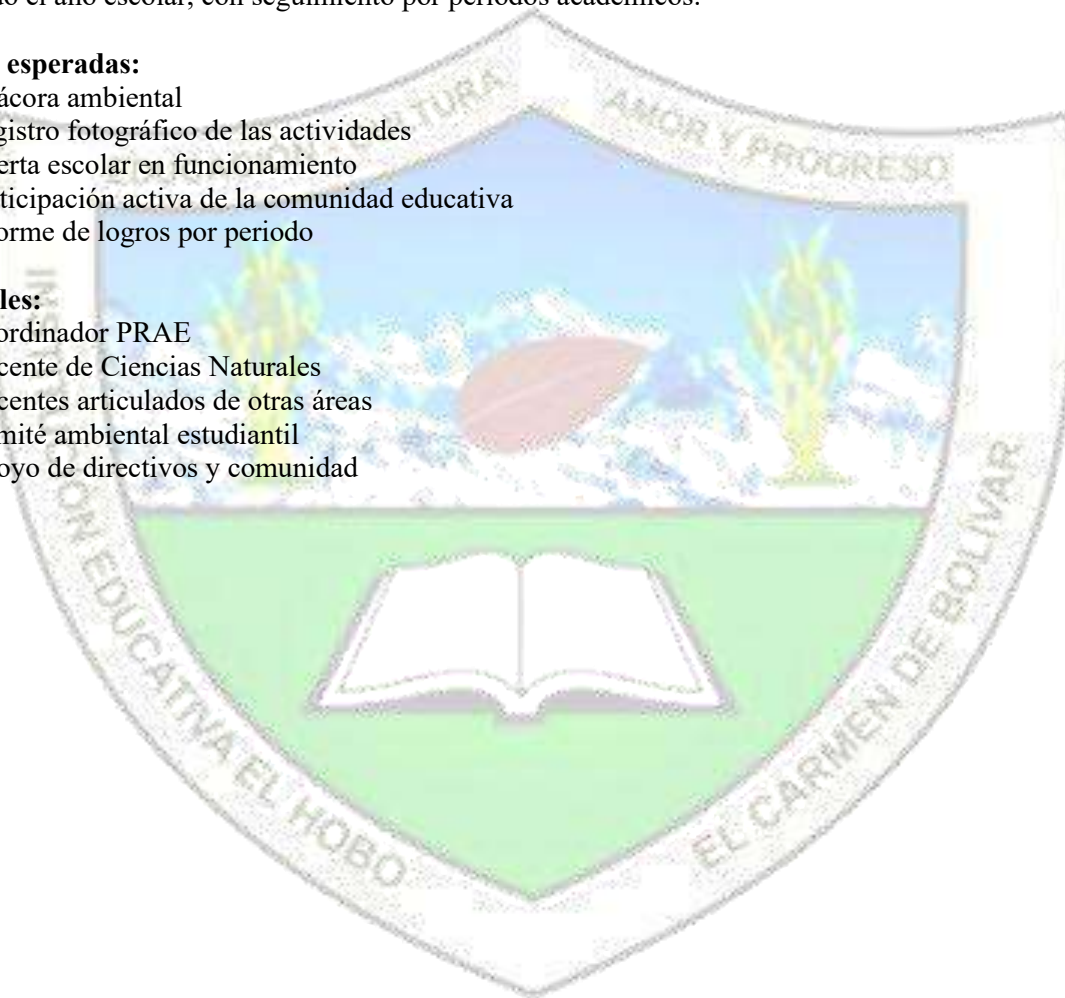 o el año escolar, con seguimiento por periodos académicos.
esperadas:
ácora ambiental
gistro fotográfico de las actividades
erta escolar en funcionamiento
ticipación activa de la comunidad educativa
orme de logros por periodo
les:
ordinador PRAE
cente de Ciencias Naturales
centes articulados de otras áreas
mité ambiental estudiantil
oyo de directivos y comunidad
AMOR Y PROGRESO
EDUCATIVA EL HOBO
EL CARMEN DE BOLIVAR